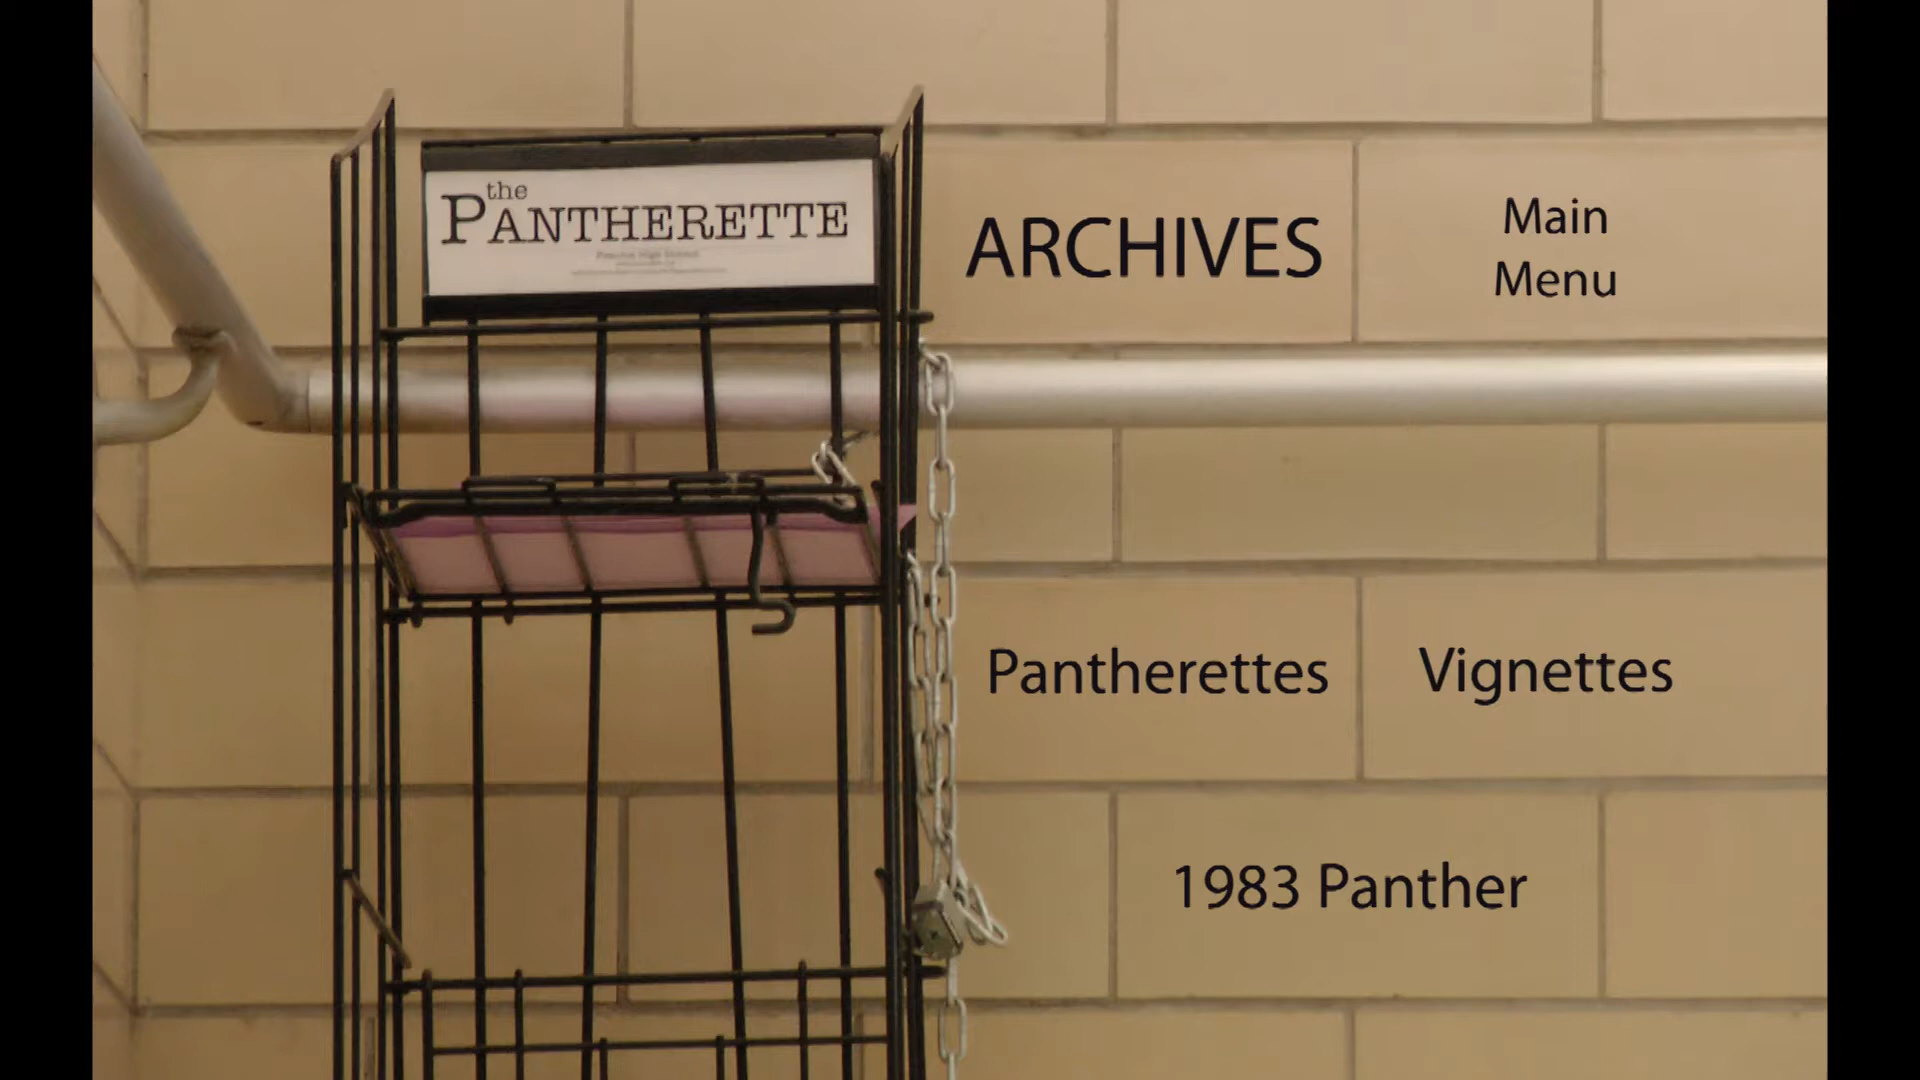 the
PANTHERETTE
ARCHIVES
Main
Menu
Pantherettes
Vignettes
1983 Panther